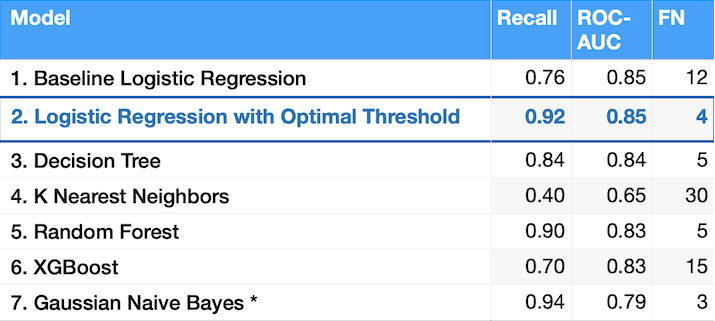 Model Recall ROC-AUC FN
1. Baseline Logistic Regression 0.76 0.85 12
2. Logistic Regression with Optimal Threshold 0.92 0.85 4
3. Decision Tree 0.84 0.84 5
4. K Nearest Neighbors 0.40 0.65 30
5. Random Forest 0.90 0.83 5
6. XGBoost 0.70 0.83 15
7. Gaussian Naive Bayes * 0.94 0.79 3